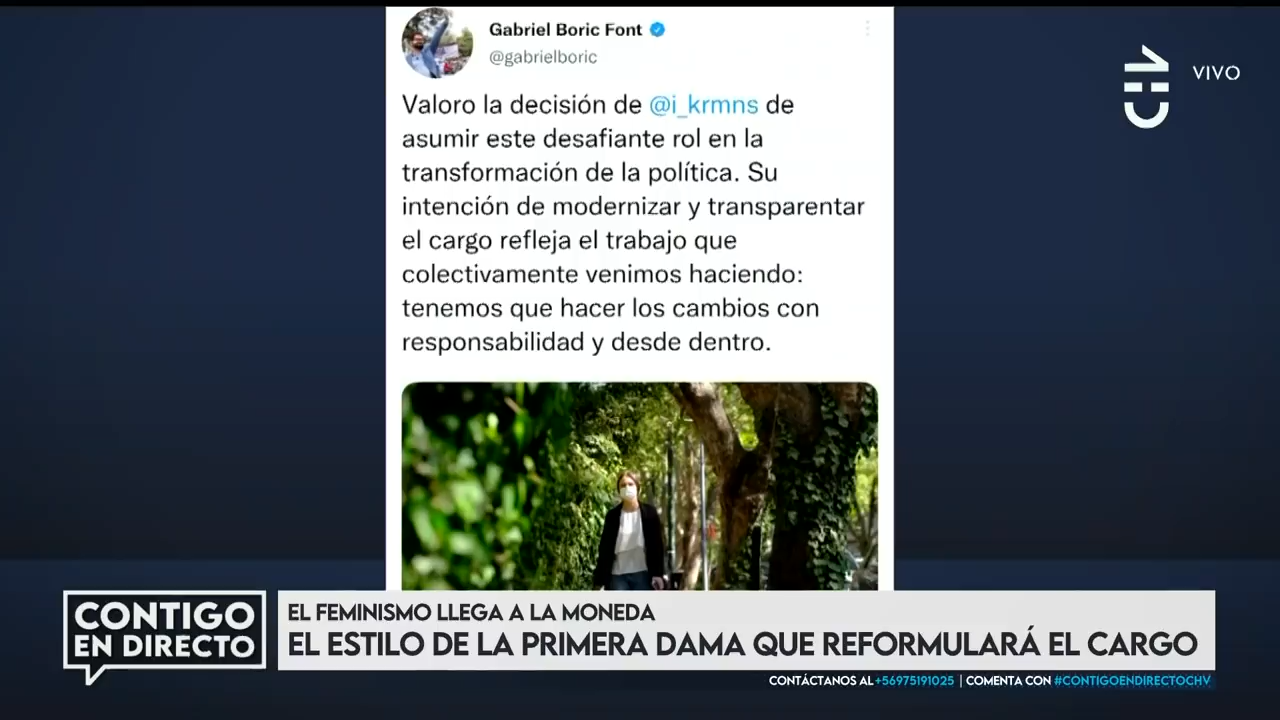 Gabriel Boric Font
@gabrielboric
Valoro la decisión de @i_krmns de
asumir este desafiante rol en la
transformación de la política. Su
intención de modernizar y transparentar
el cargo refleja el trabajo que
colectivamente venimos haciendo:
tenemos que hacer los cambios con
responsabilidad y desde dentro.
CHV
VIVO
CONTIGO
EN DIRECTO
EL FEMINISMO LLEGA A LA MONEDA
EL ESTILO DE LA PRIMERA DAMA QUE REFORMULARÁ EL CARGO
CONTÁCTANOS AL +56975191025 | COMENTA CON #CONTIGOENDIRECTOCHV